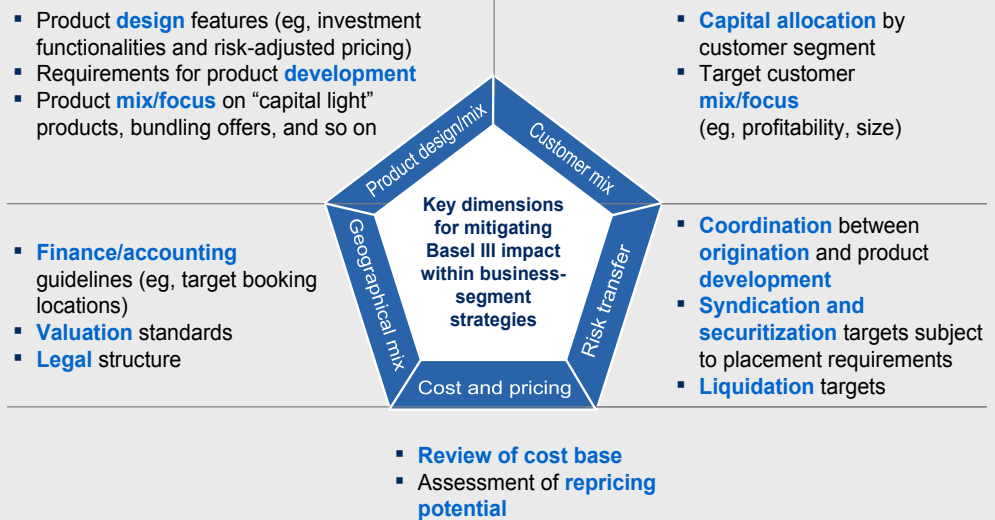 ▪ Product design features (eg, investment
functionalities and risk-adjusted pricing)
▪ Requirements for product development
▪ Product mix/focus on “capital light”
products, bundling offers, and so on
▪ Capital allocation by
customer segment
▪ Target customer
mix/focus
(eg, profitability, size)
Product design/mix
Customer mix
Key dimensions
for mitigating
Basel III impact
within business-
segment
strategies
▪ Finance/accounting
guidelines (eg, target booking
locations)
▪ Valuation standards
▪ Legal structure
Geographical mix
Risk transfer
▪ Coordination between
origination and product
development
▪ Syndication and
securitization targets subject
to placement requirements
▪ Liquidation targets
Cost and pricing
▪ Review of cost base
▪ Assessment of repricing
potential